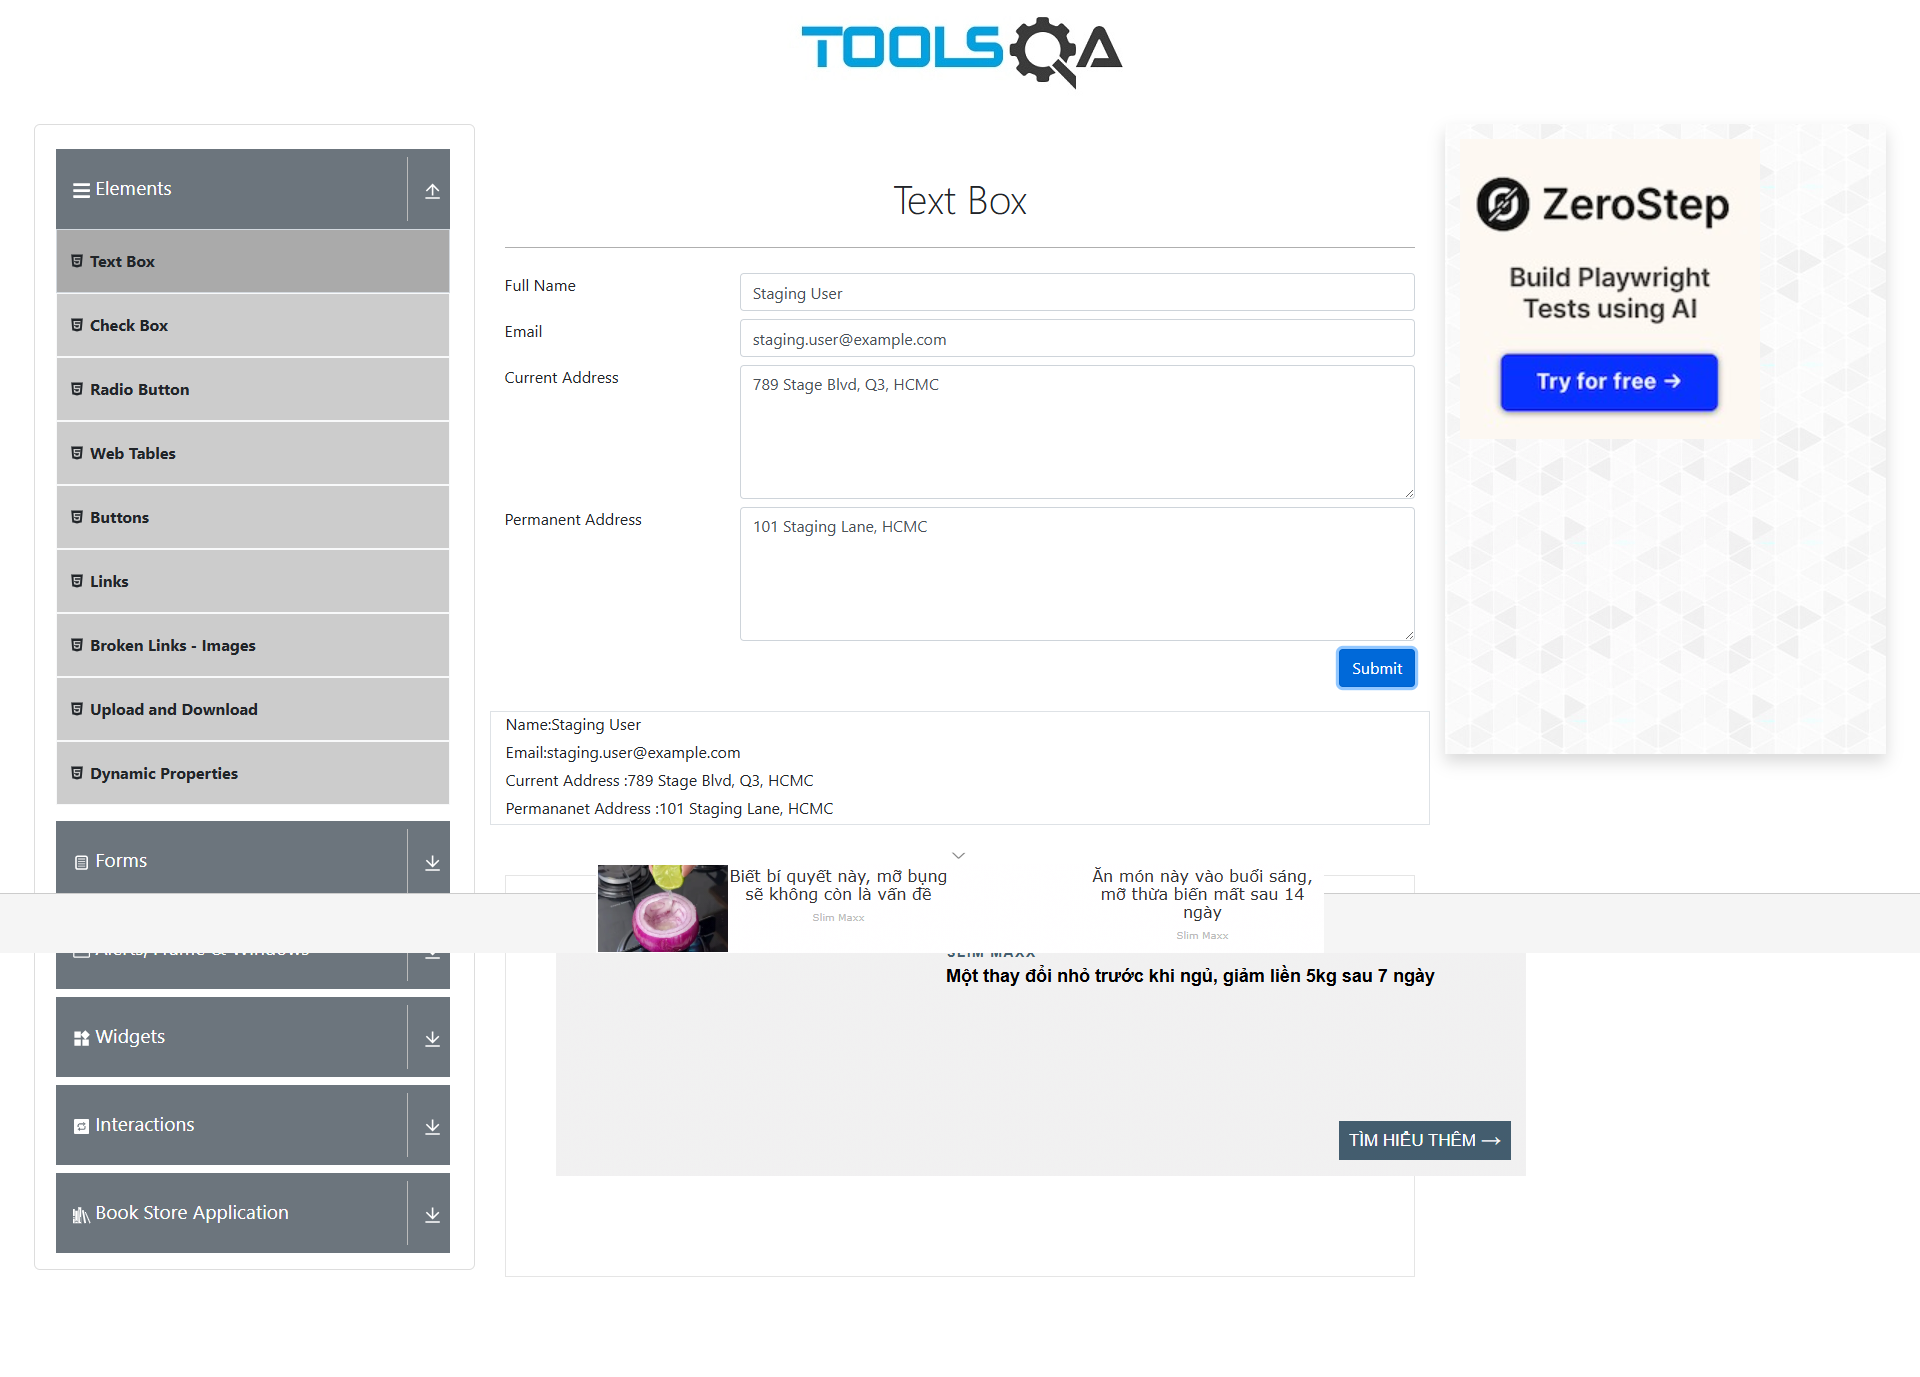 TOOLSQA
Elements
Text Box
Check Box
Radio Button
Web Tables
Buttons
Links
Broken Links - Images
Upload and Download
Dynamic Properties
Forms
Alerts, Frame & Windows
Widgets
Interactions
Book Store Application
Text Box
Full Name
Staging User
Email
staging.user@example.com
Current Address
789 Stage Blvd, Q3, HCMC
Permanent Address
101 Staging Lane, HCMC
Submit
Name:Staging User
Email:staging.user@example.com
Current Address :789 Stage Blvd, Q3, HCMC
Permananet Address :101 Staging Lane, HCMC
Biết bí quyết này, mỡ bụng
sẽ không còn là vấn đề
Slim Maxx
Ăn món này vào buổi sáng,
mỡ thừa biến mất sau 14
ngày
Slim Maxx
SLIM MAXX
Một thay đổi nhỏ trước khi ngủ, giảm liền 5kg sau 7 ngày
TÌM HIỂU THÊM →
ZeroStep
Build Playwright
Tests using AI
Try for free →